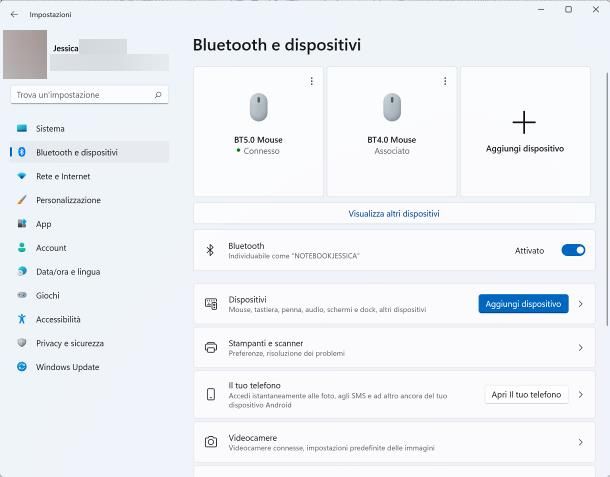 Impostazioni
Jessica
Trova un'impostazione
Sistema
Bluetooth e dispositivi
Rete e Internet
Personalizzazione
App
Account
Data/ora e lingua
Giochi
Accessibilità
Privacy e sicurezza
Windows Update
Bluetooth e dispositivi
BT5.0 Mouse
Connesso
BT4.0 Mouse
Associato
Aggiungi dispositivo
Visualizza altri dispositivi
Bluetooth
Individuabile come "NOTEBOOKJESSICA"
Attivato
Dispositivi
Mouse, tastiera, penna, audio, schermi e dock, altri dispositivi
Aggiungi dispositivo
Stampanti e scanner
Preferenze, risoluzione dei problemi
Il tuo telefono
Accedi istantaneamente alle foto, agli SMS e ad altro ancora del tuo
dispositivo Android
Apri Il tuo telefono
Videocamere
Videocamere connesse, impostazioni predefinite delle immagini